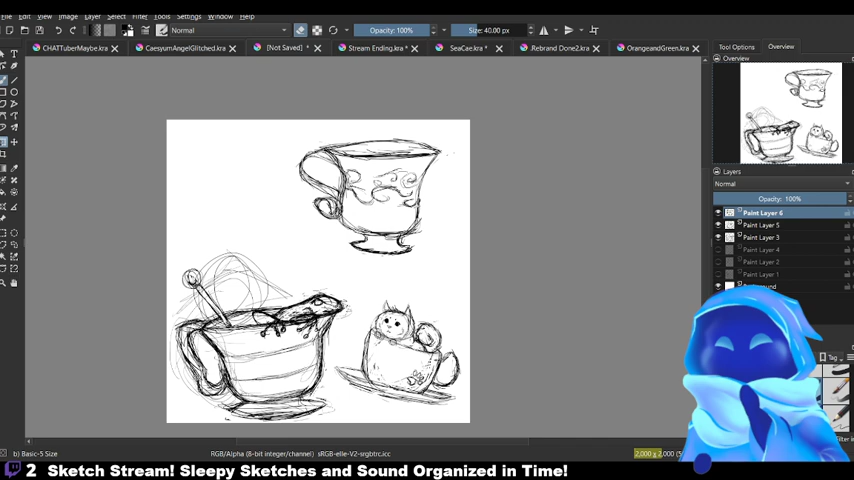 File Edit View Image Layer Select Filter Tools Settings Window Help
Normal
Opacity: 100%
Size: 40.00 px
CHATTuberMaybe.kra
CaesyumAngelGlitched.kra
[Not Saved] *
Stream Ending.kra *
SeaCae.kra *
.Rebrand Done2.kra
OrangeandGreen.kra
Tool Options
Overview
Overview
Layers
Normal
Opacity: 100%
Paint Layer 6
Paint Layer 5
Paint Layer 3
Paint Layer 4
Paint Layer 2
Paint Layer 1
Background
Tag
b) Basic-5 Size
RGB/Alpha (8-bit integer/channel) sRGB-elle-V2-srgbtrc.icc
2,000 x 2,000
2 Sketch Stream! Sleepy Sketches and Sound Organized in Time!